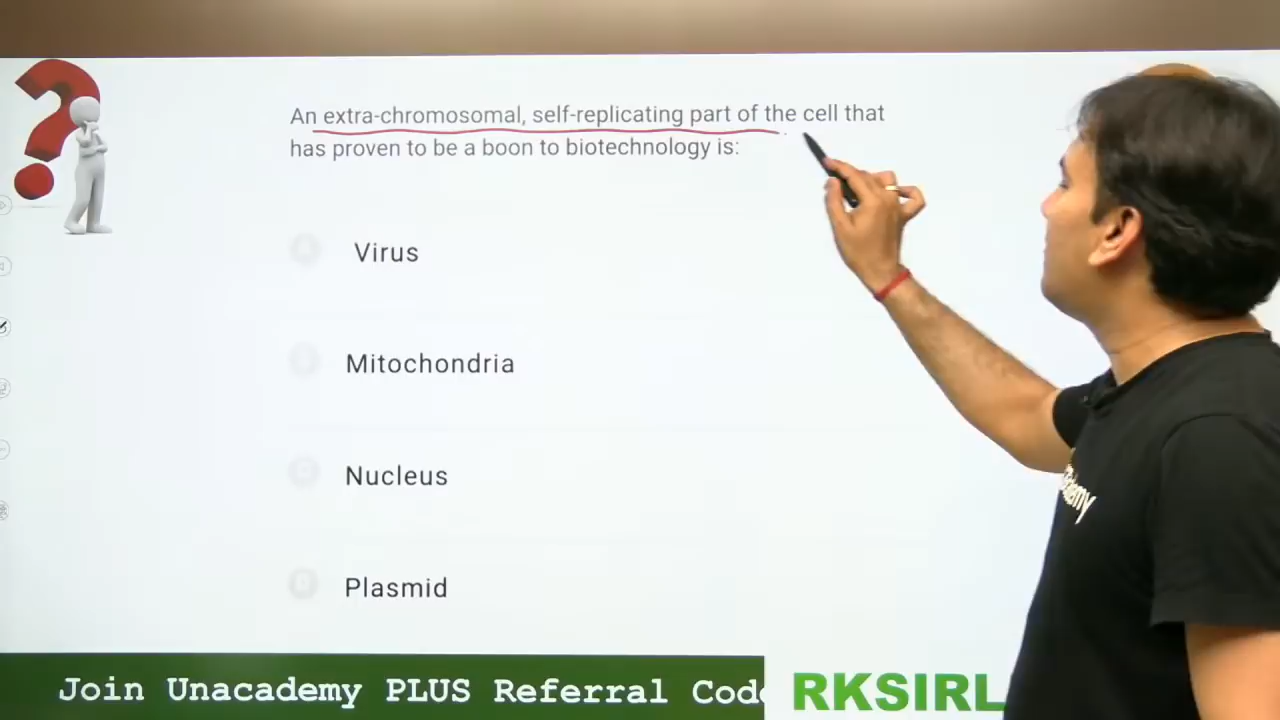 An extra-chromosomal, self-replicating part of the cell that
has proven to be a boon to biotechnology is:
Virus
Mitochondria
Nucleus
D
Plasmid
Join Unacademy PLUS Referral Code
RKSIRL